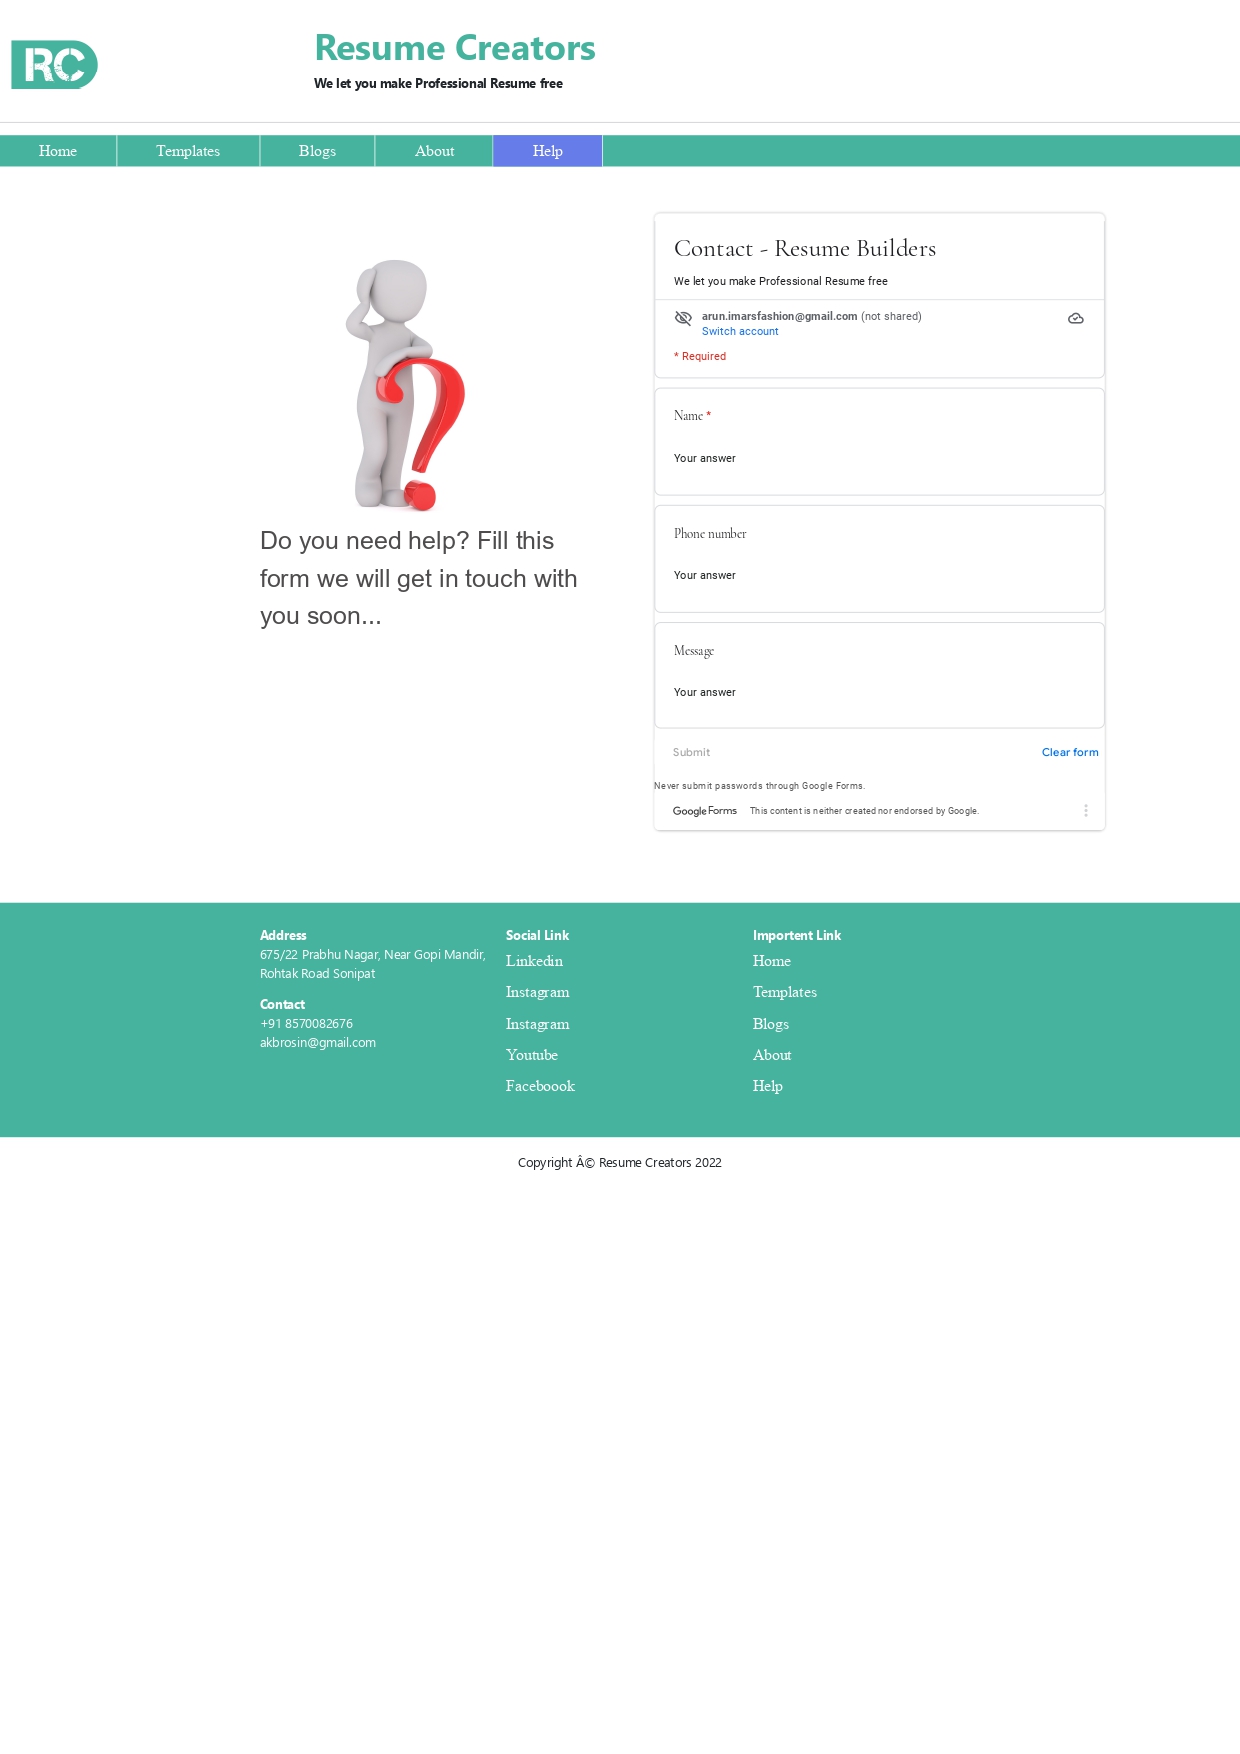 RC
Resume Creators
We let you make Professional Resume free
Home
Templates
Blogs
About
Help
Do you need help? Fill this
form we will get in touch with
you soon...
Contact - Resume Builders
We let you make Professional Resume free
arun.imarsfashion@gmail.com (not shared)
Switch account
* Required
Name *
Your answer
Phone number
Your answer
Message
Your answer
Submit
Clear form
Never submit passwords through Google Forms.
Google Forms
This content is neither created nor endorsed by Google.
Address
675/22 Prabhu Nagar, Near Gopi Mandir,
Rohtak Road Sonipat
Contact
+91 8570082676
akbrosin@gmail.com
Social Link
Linkedin
Instagram
Instagram
Youtube
Faceboook
Importent Link
Home
Templates
Blogs
About
Help
Copyright Â© Resume Creators 2022